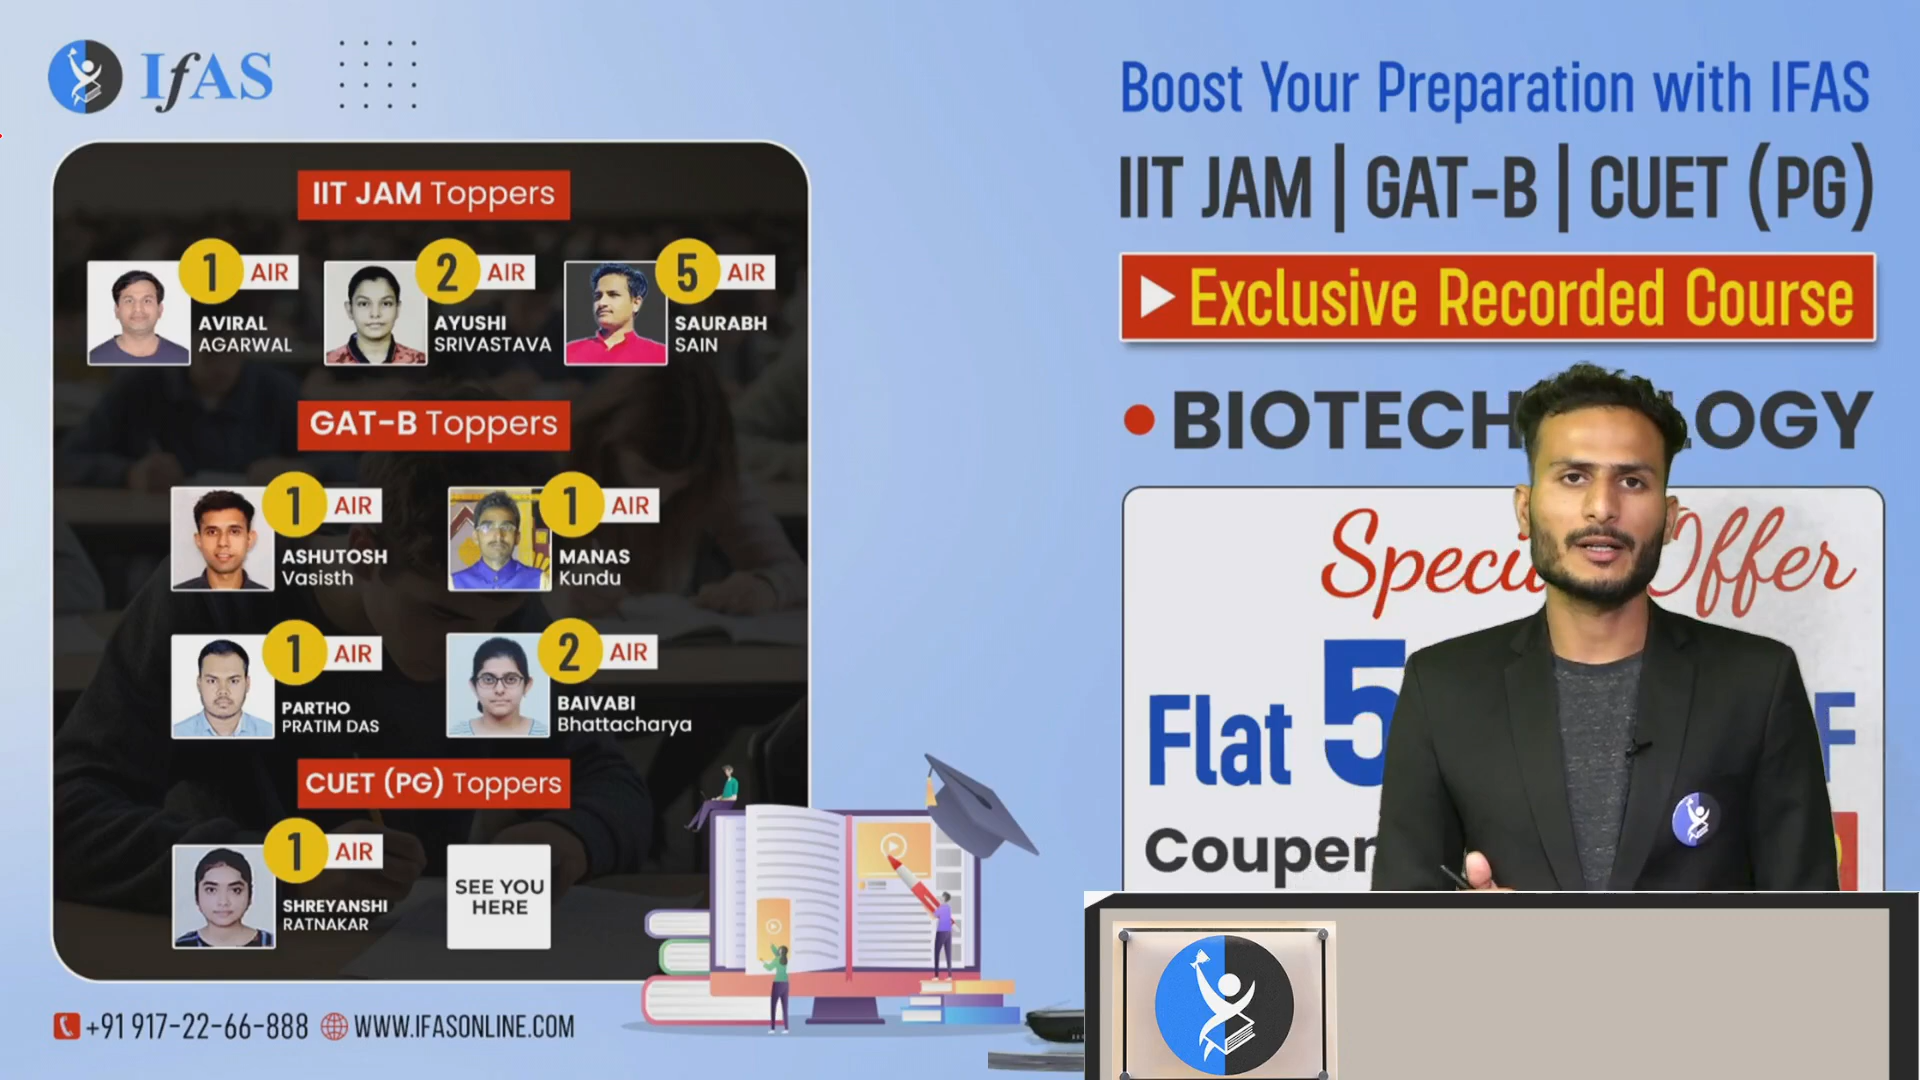 IfAS
IIT JAM Toppers
1 AIR
AVIRAL
AGARWAL
2 AIR
AYUSHI
SRIVASTAVA
5 AIR
SAURABH
SAIN
GAT-B Toppers
1 AIR
ASHUTOSH
Vasisth
1 AIR
MANAS
Kundu
1 AIR
PARTHO
PRATIM DAS
2 AIR
BAIVABI
Bhattacharya
CUET (PG) Toppers
1 AIR
SHREYANSHI
RATNAKAR
SEE YOU
HERE
+91 917-22-66-888 WWW.IFASONLINE.COM
Boost Your Preparation with IFAS
IIT JAM | GAT-B | CUET (PG)
Exclusive Recorded Course
• BIOTECH LOGY
Offer
Flat 5